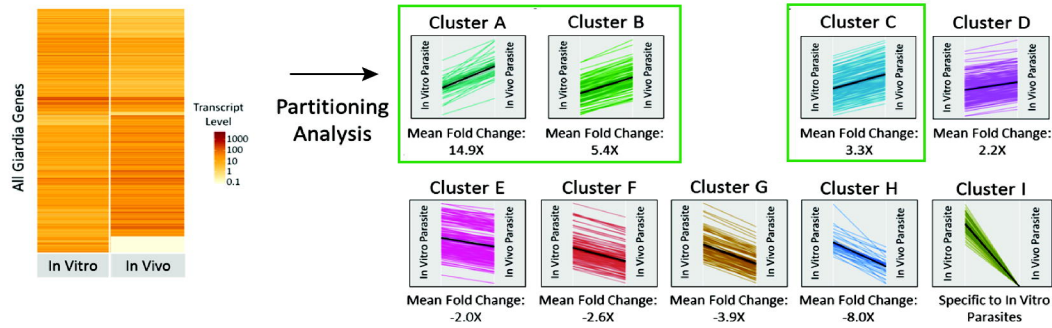 All Giardia Genes
In Vitro
In Vivo
Transcript
Level
1000
100
10
1
0.1
Partitioning
Analysis
Cluster A
In Vitro Parasite
In Vivo Parasite
Mean Fold Change:
14.9X
Cluster B
In Vitro Parasite
In Vivo Parasite
Mean Fold Change:
5.4X
Cluster C
In Vitro Parasite
In Vivo Parasite
Mean Fold Change:
3.3X
Cluster D
In Vitro Parasite
In Vivo Parasite
Mean Fold Change:
2.2X
Cluster E
In Vitro Parasite
In Vivo Parasite
Mean Fold Change:
-2.0X
Cluster F
In Vitro Parasite
In Vivo Parasite
Mean Fold Change:
-2.6X
Cluster G
In Vitro Parasite
In Vivo Parasite
Mean Fold Change:
-3.9X
Cluster H
In Vitro Parasite
In Vivo Parasite
Mean Fold Change:
-8.0X
Cluster I
In Vitro Parasite
In Vivo Parasite
Specific to In Vitro
Parasites